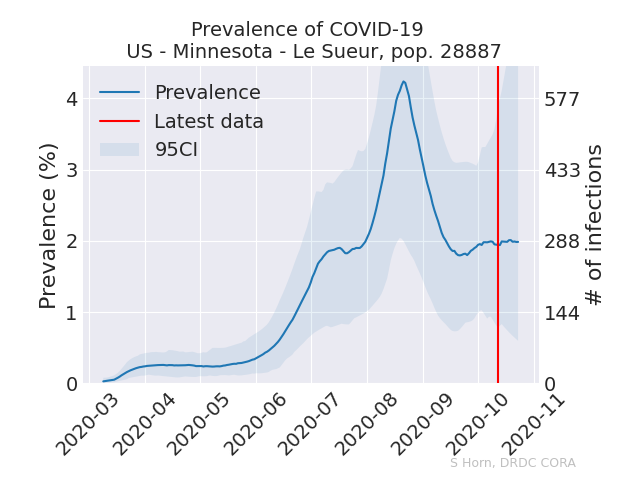 Prevalence of COVID-19
US - Minnesota - Le Sueur, pop. 28887
Prevalence
Latest data
95CI
Prevalence (%)
4
3
2
1
0
577
433
288
144
0
# of infections
2020-03
2020-04
2020-05
2020-06
2020-07
2020-08
2020-09
2020-10
2020-11
S Horn, DRDC CORA